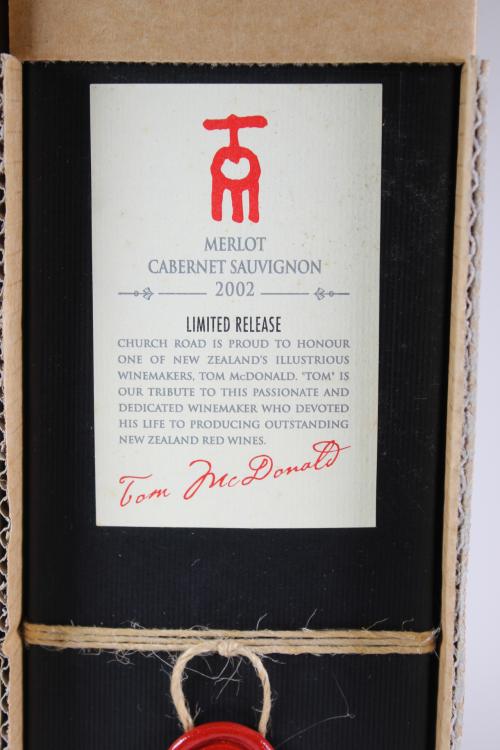 TOM
MERLOT
CABERNET SAUVIGNON
2002
LIMITED RELEASE
CHURCH ROAD IS PROUD TO HONOUR
ONE OF NEW ZEALAND'S ILLUSTRIOUS
WINEMAKERS, TOM McDONALD. "TOM" IS
OUR TRIBUTE TO THIS PASSIONATE AND
DEDICATED WINEMAKER WHO DEVOTED
HIS LIFE TO PRODUCING OUTSTANDING
NEW ZEALAND RED WINES.
Tom McDonald